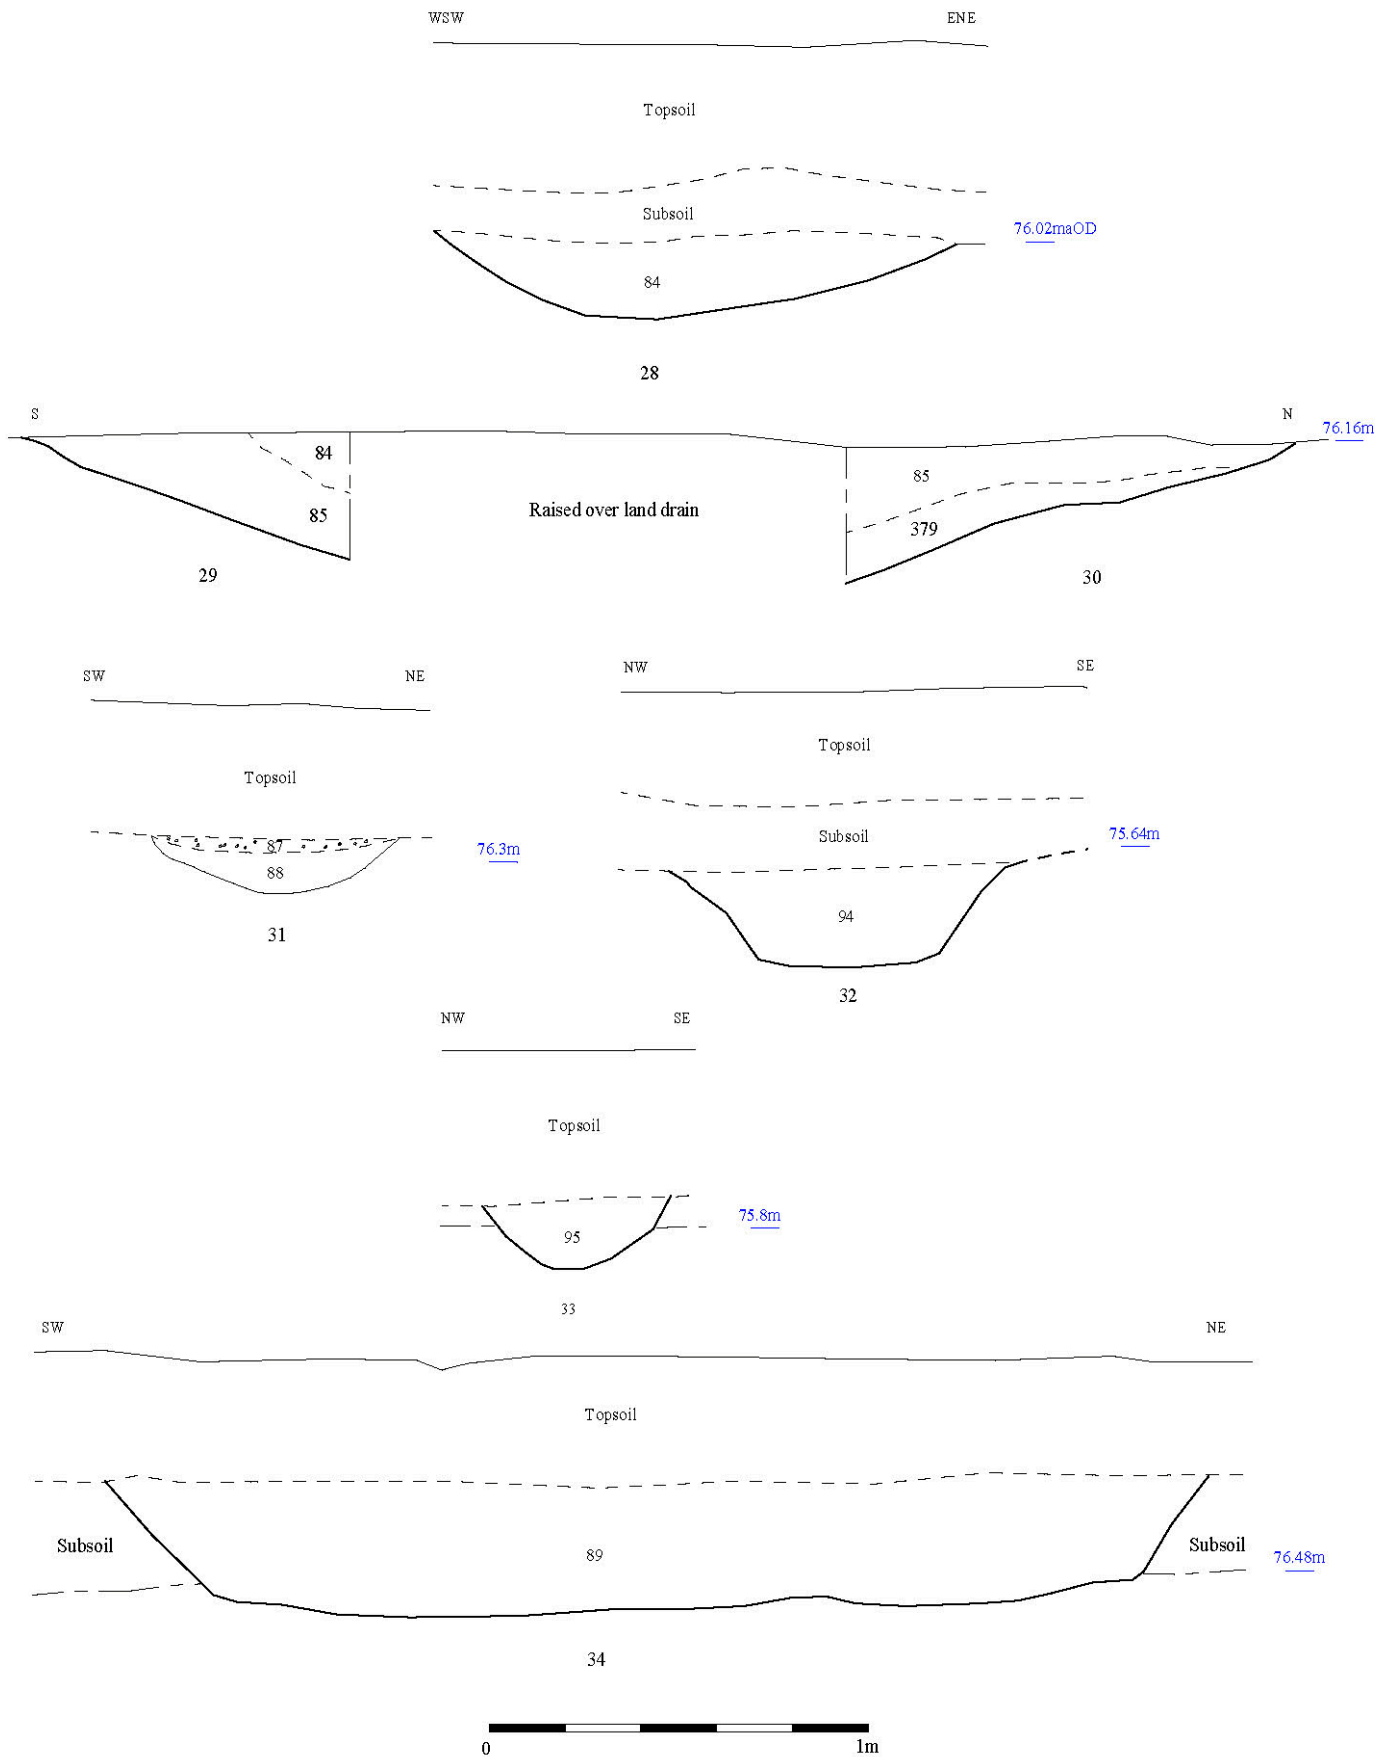 WSW ENE
Topsoil
Subsoil
76.02maOD
84
28
S N
76.16m
84
85
85
Raised over land drain
379
29
30
SW NE
NW SE
Topsoil
Topsoil
Subsoil
75.64m
87
76.3m
88
94
31
32
NW SE
Topsoil
75.8m
95
33
SW NE
Topsoil
Subsoil
89
Subsoil
76.48m
34
0 1m